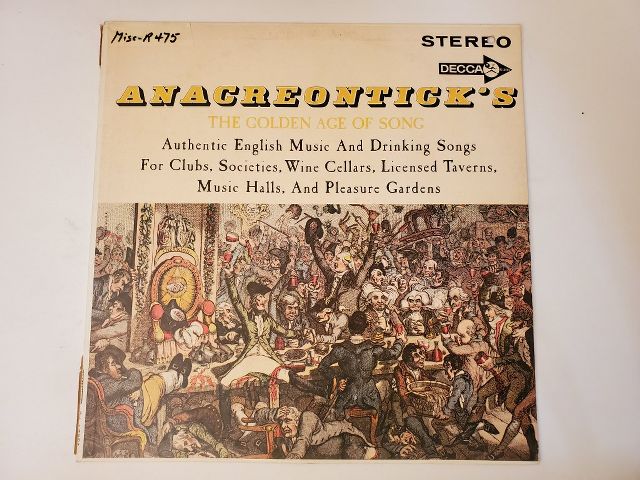 Misc-R475
STEREO
DECCA
ANACREONTICK'S
THE GOLDEN AGE OF SONG
Authentic English Music And Drinking Songs
For Clubs, Societies, Wine Cellars, Licensed Taverns,
Music Halls, And Pleasure Gardens